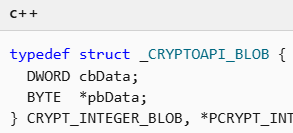 c++
typedef struct _CRYPTOAPI_BLOB {
  DWORD cbData;
  BYTE  *pbData;
} CRYPT_INTEGER_BLOB, *PCRYPT_INT